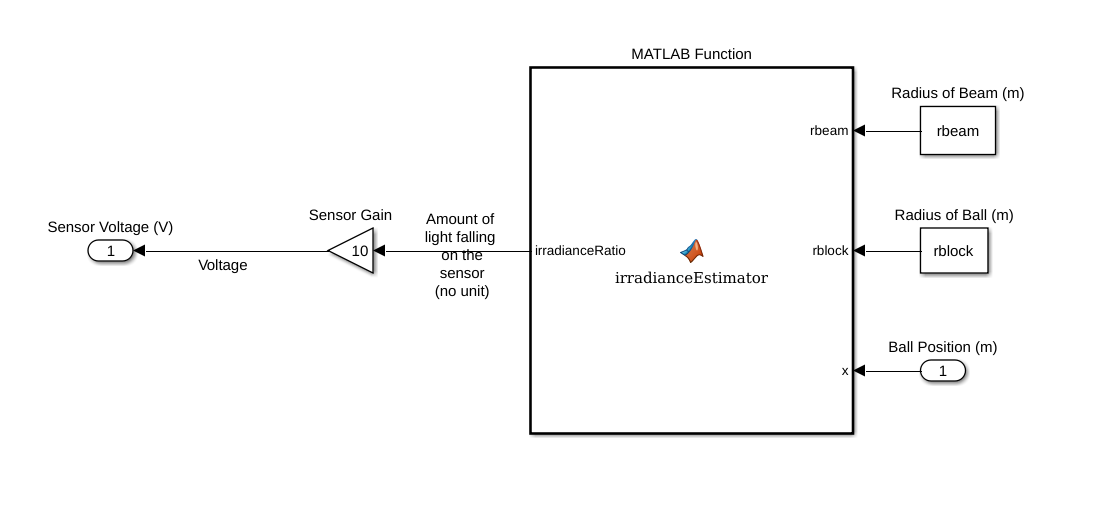 MATLAB Function
Radius of Beam (m)
rbeam
rbeam
Sensor Voltage (V)
1
Voltage
Sensor Gain
10
Amount of
light falling
on the
sensor
(no unit)
irradianceRatio
irradianceEstimator
rblock
Radius of Ball (m)
rblock
x
Ball Position (m)
1